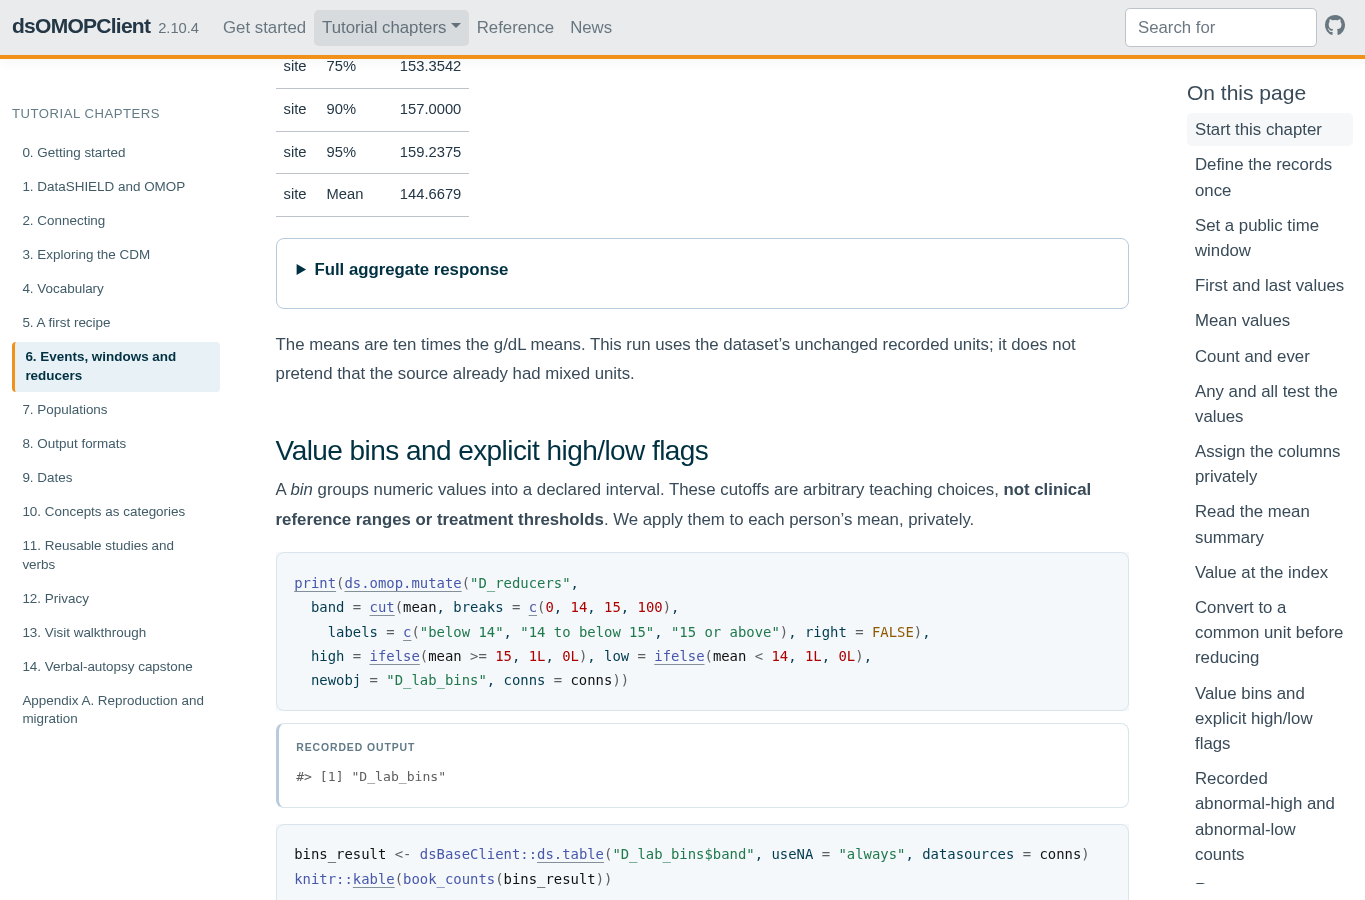 dsOMOPClient 2.10.4 Get started Tutorial chapters Reference News Search for
TUTORIAL CHAPTERS
0. Getting started
1. DataSHIELD and OMOP
2. Connecting
3. Exploring the CDM
4. Vocabulary
5. A first recipe
6. Events, windows and
reducers
7. Populations
8. Output formats
9. Dates
10. Concepts as categories
11. Reusable studies and
verbs
12. Privacy
13. Visit walkthrough
14. Verbal-autopsy capstone
Appendix A. Reproduction and
migration
site 75% 153.3542
site 90% 157.0000
site 95% 159.2375
site Mean 144.6679
Full aggregate response
The means are ten times the g/dL means. This run uses the dataset’s unchanged recorded units; it does not
pretend that the source already had mixed units.
Value bins and explicit high/low flags
A bin groups numeric values into a declared interval. These cutoffs are arbitrary teaching choices, not clinical
reference ranges or treatment thresholds. We apply them to each person’s mean, privately.
print(ds.omop.mutate("D_reducers",
band = cut(mean, breaks = c(0, 14, 15, 100),
labels = c("below 14", "14 to below 15", "15 or above"), right = FALSE),
high = ifelse(mean >= 15, 1L, 0L), low = ifelse(mean < 14, 1L, 0L),
newobj = "D_lab_bins", conns = conns))
RECORDED OUTPUT
#> [1] "D_lab_bins"
bins_result <- dsBaseClient::ds.table("D_lab_bins$band", useNA = "always", datasources = conns)
knitr::kable(book_counts(bins_result))
On this page
Start this chapter
Define the records
once
Set a public time
window
First and last values
Mean values
Count and ever
Any and all test the
values
Assign the columns
privately
Read the mean
summary
Value at the index
Convert to a
common unit before
reducing
Value bins and
explicit high/low
flags
Recorded
abnormal-high and
abnormal-low
counts